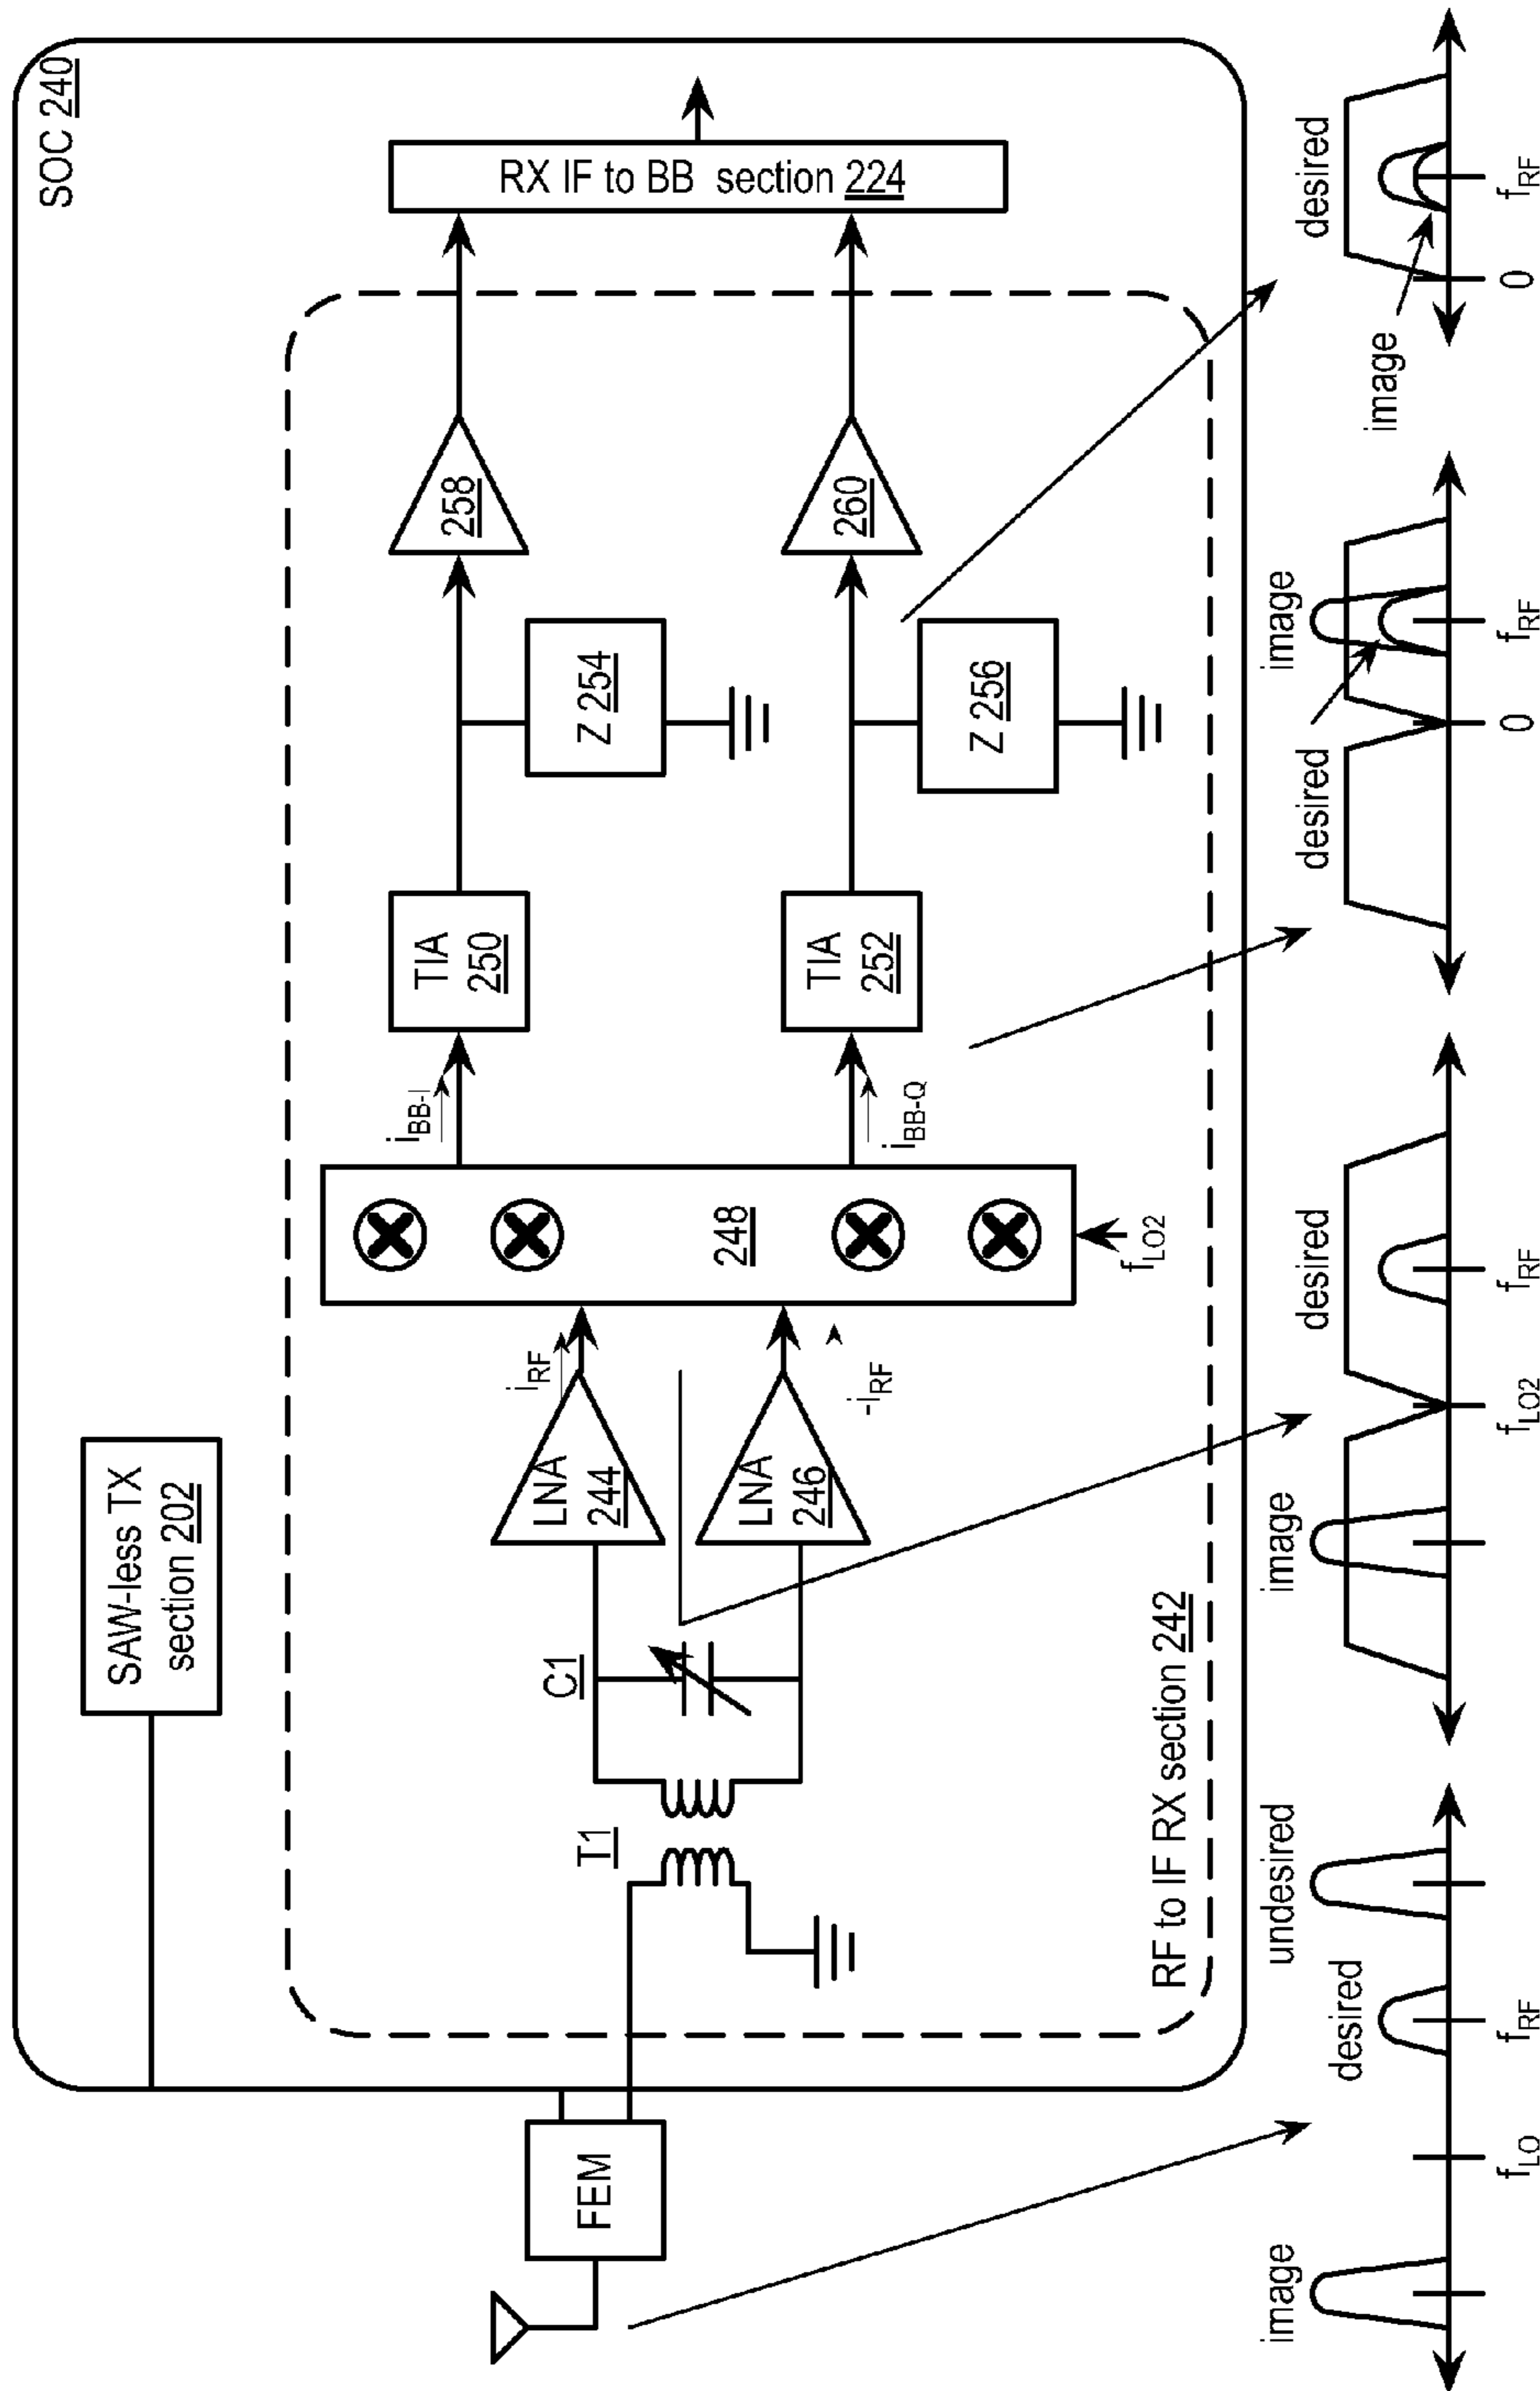 SOC 240
SAW-less TX
section 202
FEM
T1
C1
LNA
244
LNA
246
iRF
-iRF
248
fLO2
iBB-I
iBB-Q
TIA
250
TIA
252
Z 254
Z 256
258
260
RX IF to BB section 224
RF to IF RX section 242
image
desired
undesired
fLO
fRF
image
desired
fLO2
fRF
desired
image
0
fRF
image
desired
0
fRF